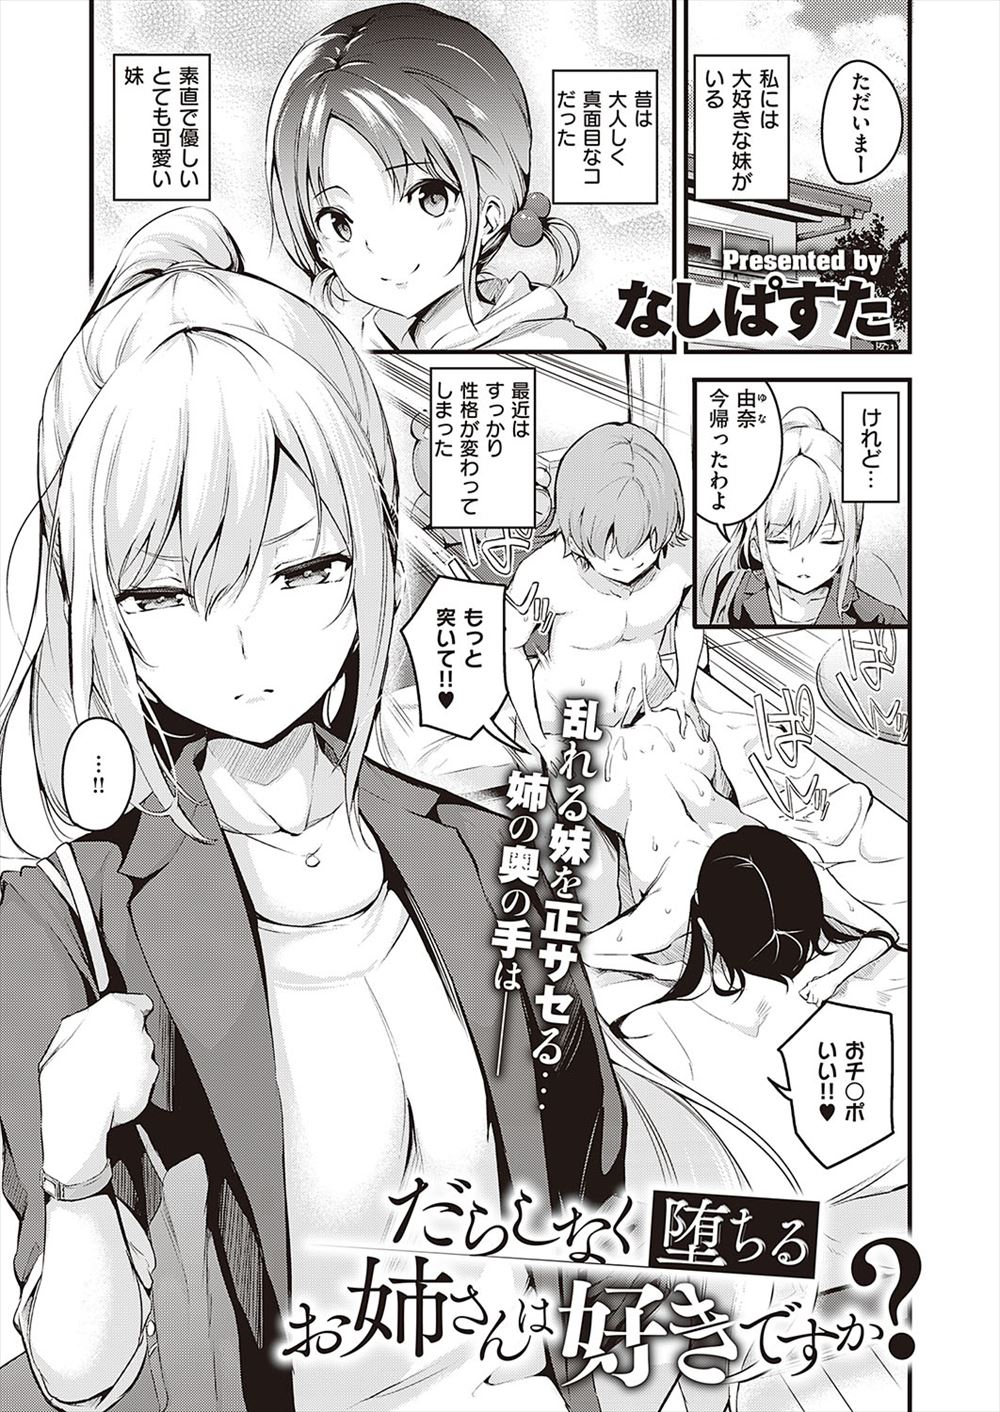 ただいまー
私には
大好きな妹が
いる
昔は
大人しく
真面目なコ
だった
素直で優しい
とても可愛い
妹
Presented by
なしぱすた
けれど…
由奈
ゆな
今帰ったわよ
最近は
すっかり
性格が変わって
しまった
もっと
突いて!!♥
…!!
乱れる妹を正サセる‥‥
姉の奥の手は――
おチ○ポ
いい!!♥
だらしなく堕ちる
お姉さんは好きですか?